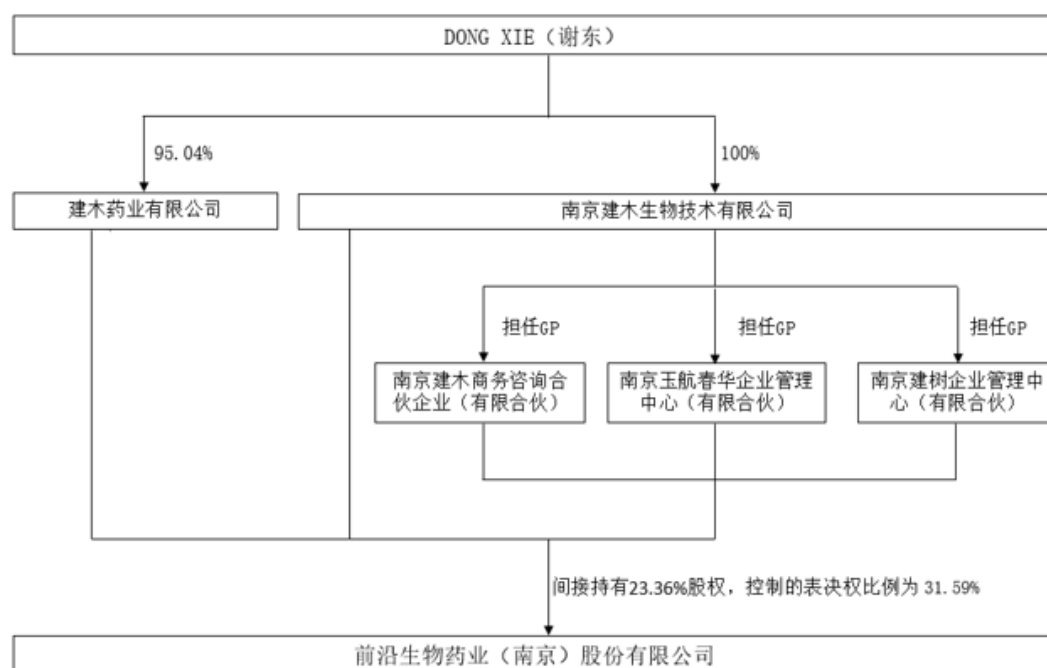 DONG XIE（谢东）
95.04%
100%
建木药业有限公司
南京建木生物技术有限公司
担任GP
担任GP
担任GP
南京建木商务咨询合
伙企业（有限合伙）
南京玉航春华企业管理
中心（有限合伙）
南京建树企业管理中
心（有限合伙）
间接持有23.36%股权，控制的表决权比例为 31.59%
前沿生物药业（南京）股份有限公司